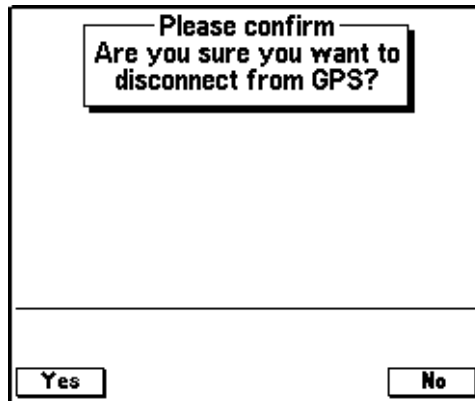 Please confirm
Are you sure you want to
disconnect from GPS?
Yes
No